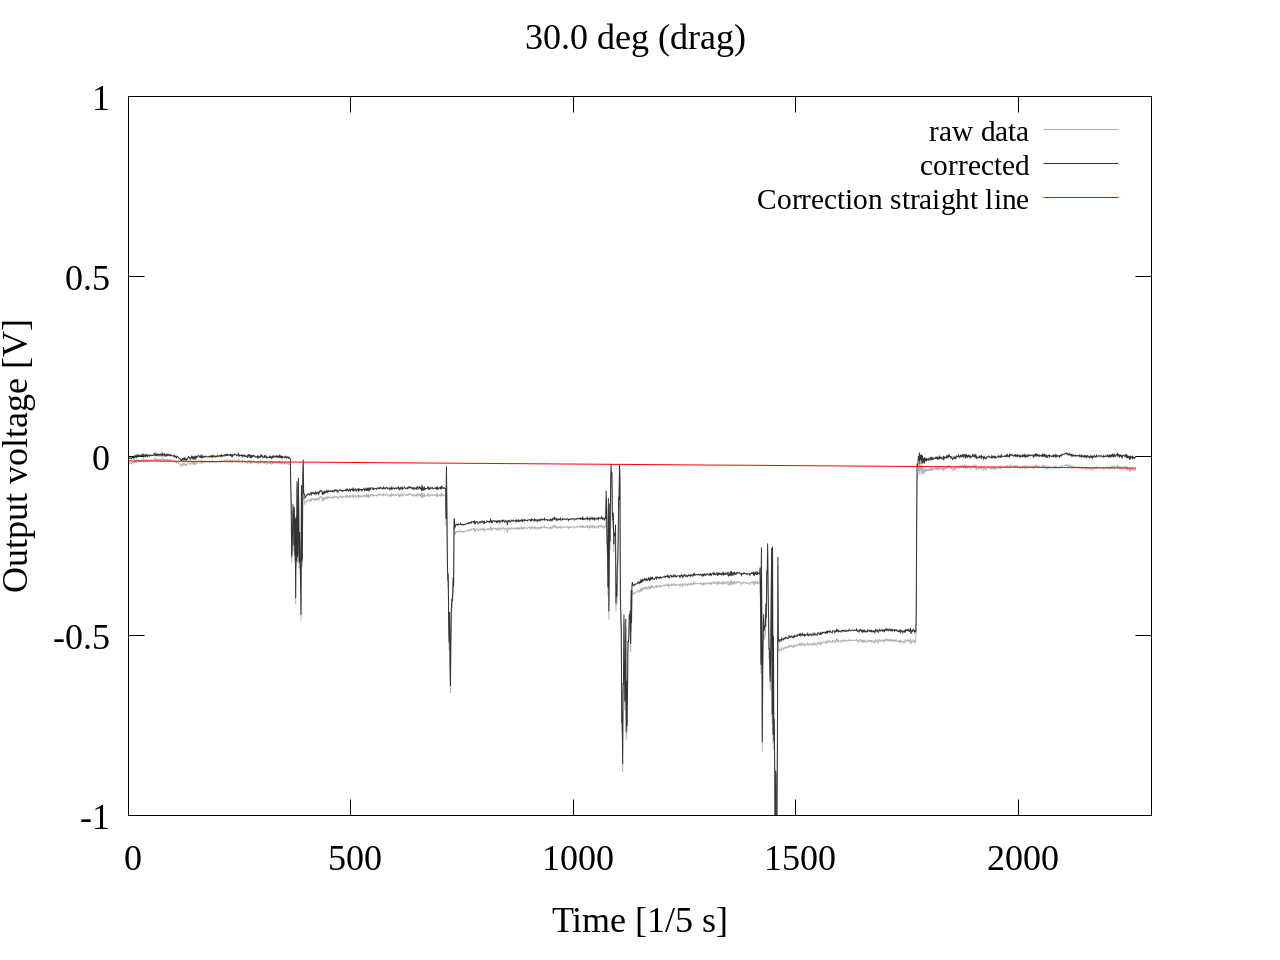 30.0 deg (drag)
raw data
corrected
Correction straight line
1
0.5
0
-0.5
-1
Output voltage [V]
0 500 1000 1500 2000
Time [1/5 s]